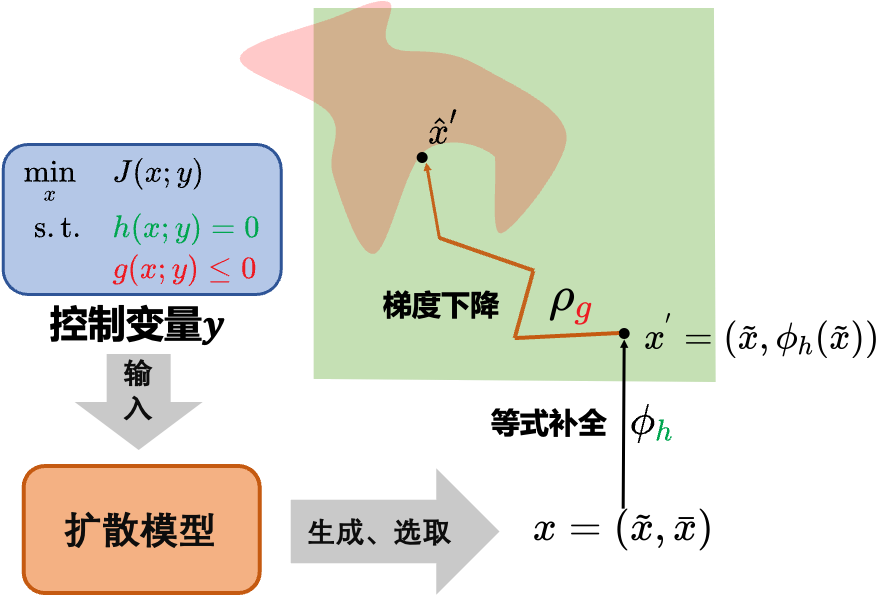 min J(x; y)
x
s.t. h(x; y) = 0
g(x; y) ≤ 0
控制变量y
输
入
扩散模型
生成、选取
x = (x̃, x̄)
等式补全 ϕ_h
x′ = (x̃, ϕ_h(x̃))
梯度下降 ρ_g
x̂′